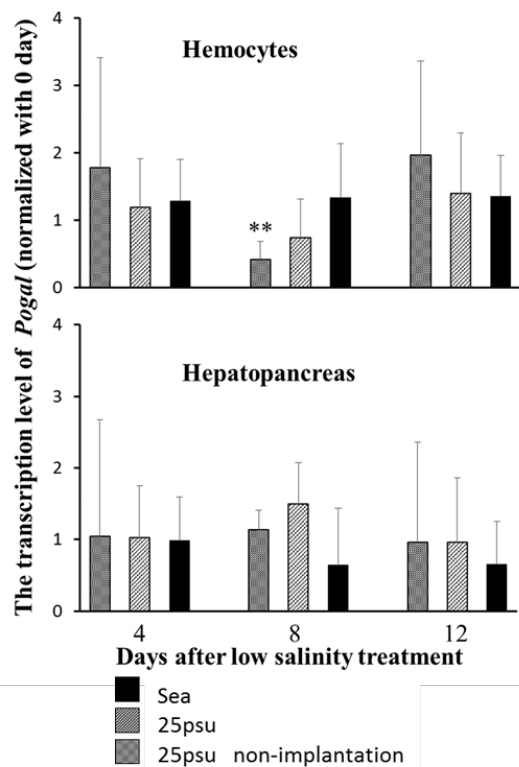 The transcription level of Pogal (normalized with 0 day)
4
3
2
1
0
Hemocytes
**
4
3
2
1
0
Hepatopancreas
4 8 12
Days after low salinity treatment
Sea
25psu
25psu non-implantation